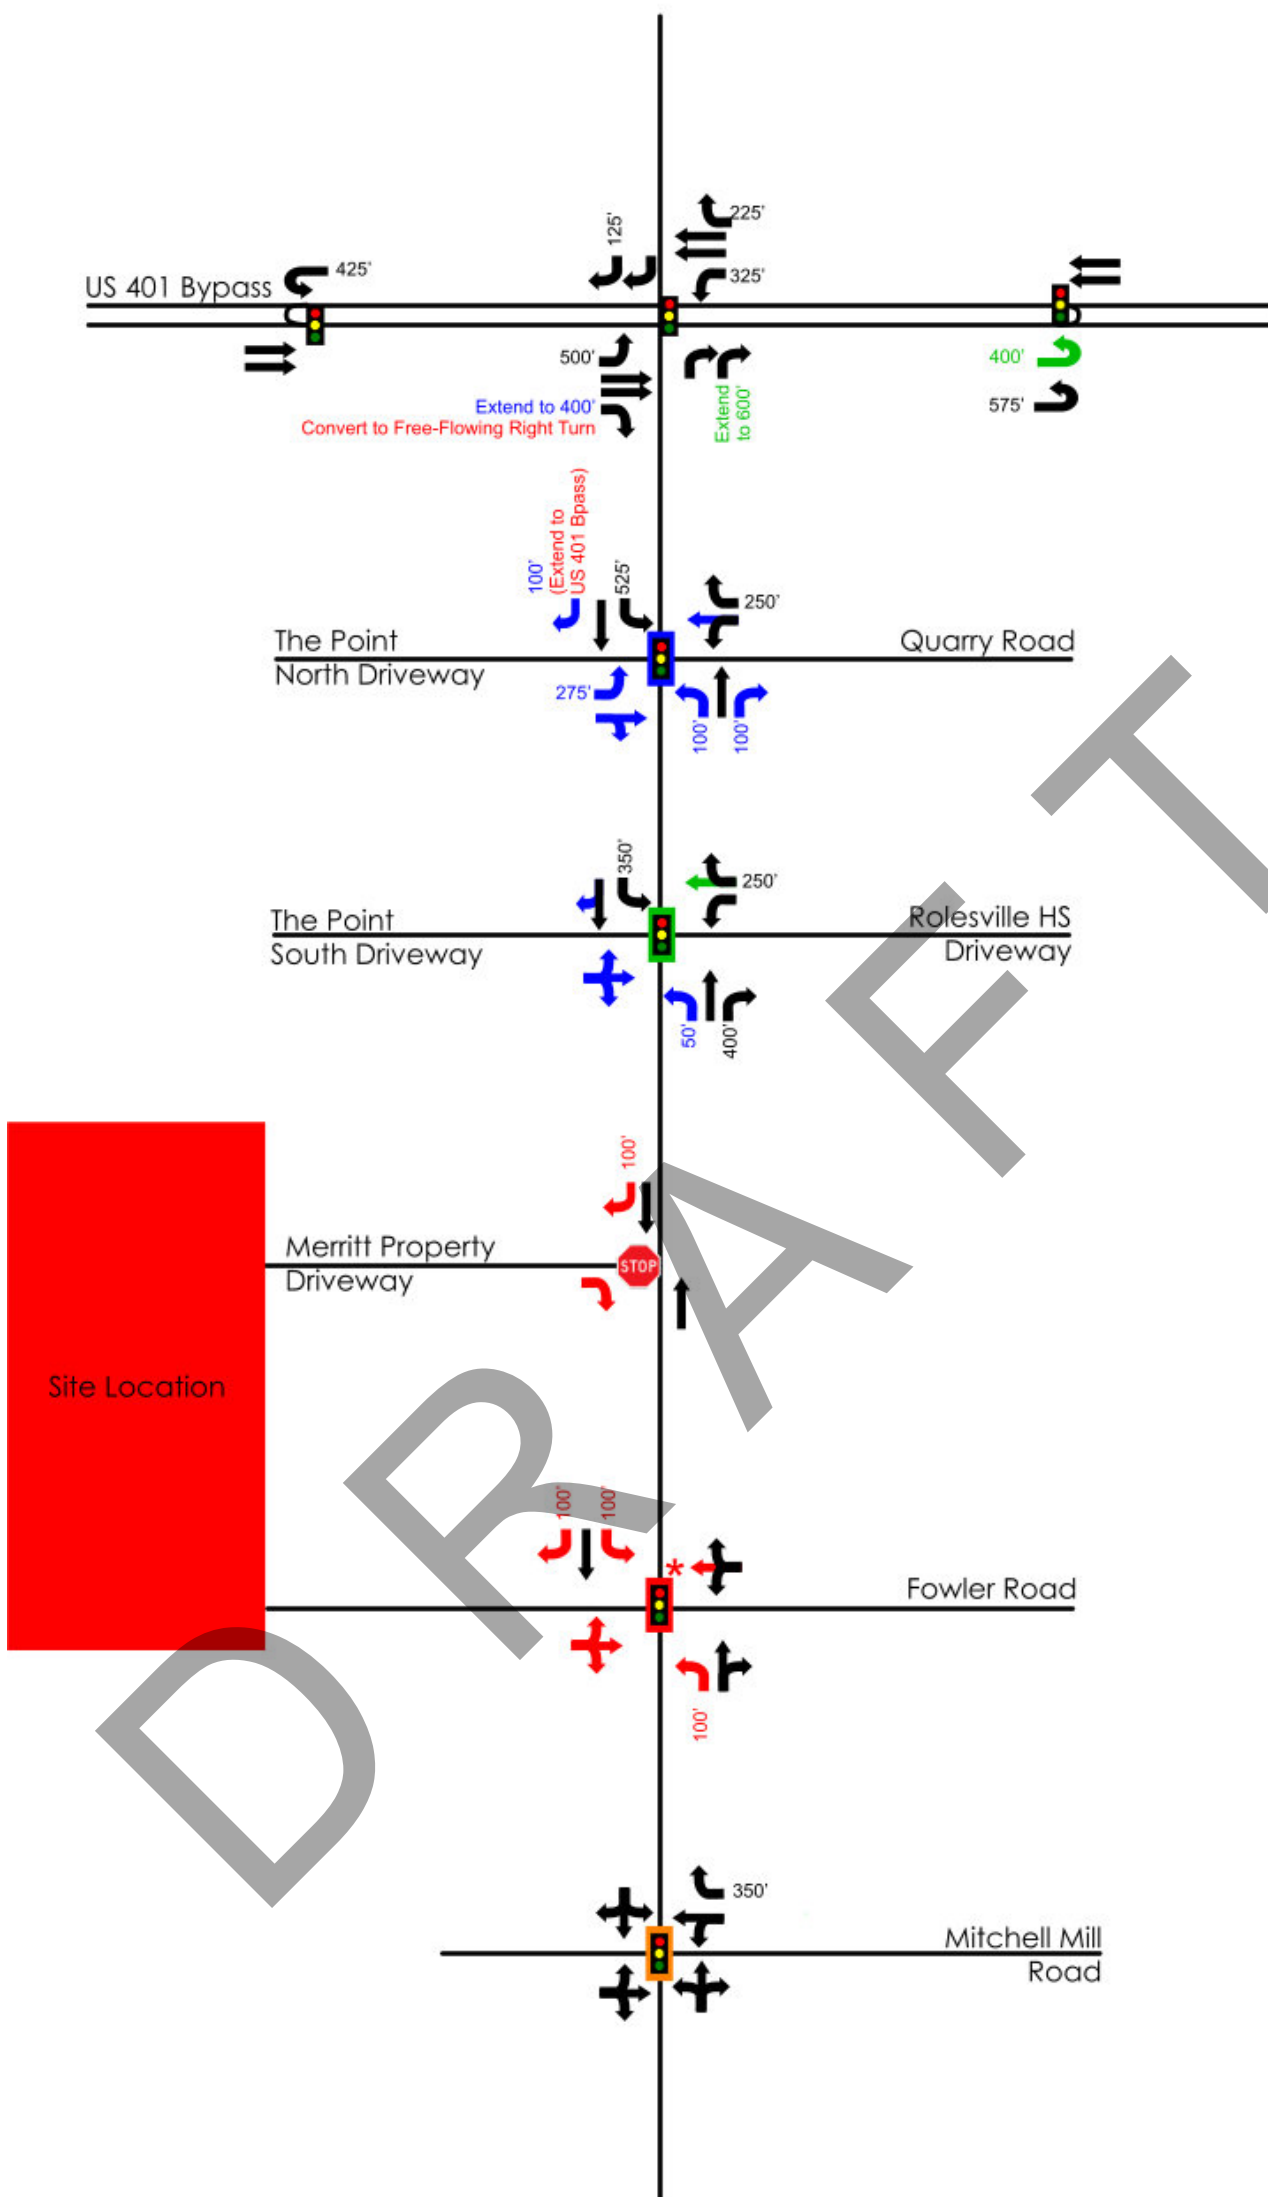 125'
225'
425'
325'
US 401 Bypass
500'
400'
Extend to 400'
575'
Convert to Free-Flowing Right Turn
Extend
to 600'
100'
(Extend to
US 401 Bpass)
525'
250'
The Point
North Driveway
Quarry Road
275'
100'
100'
350'
250'
The Point
South Driveway
Rolesville HS
Driveway
50'
400'
100'
Merritt Property
Driveway
STOP
Site Location
100'
100'
*
Fowler Road
100'
350'
Mitchell Mill
Road
DRAFT